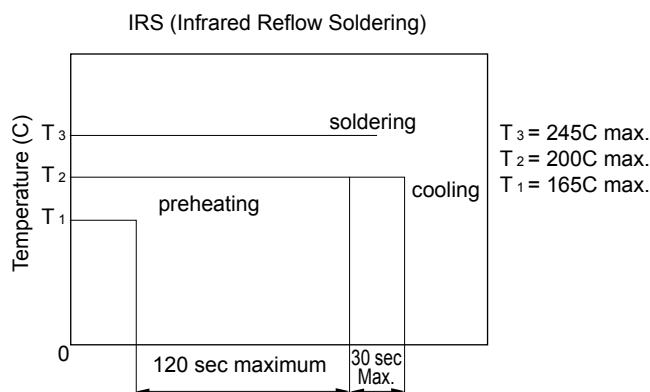 IRS (Infrared Reflow Soldering)
Temperature (C)
T 3
soldering
T 2
preheating
cooling
T 1
0
120 sec maximum
30 sec
Max.
T 3 = 245C max.
T 2 = 200C max.
T 1 = 165C max.